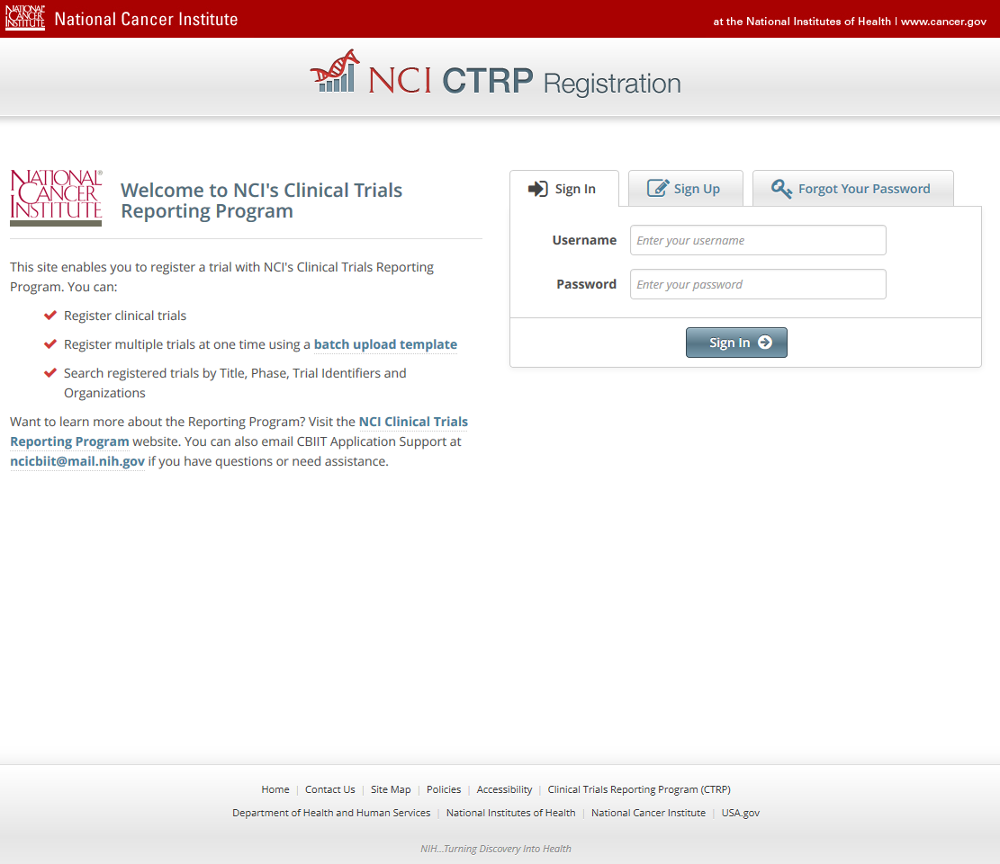 NATIONAL CANCER INSTITUTE National Cancer Institute
at the National Institutes of Health | www.cancer.gov
NCI CTRP Registration
NATIONAL®
CANCER
INSTITUTE
Welcome to NCI's Clinical Trials
Reporting Program
This site enables you to register a trial with NCI's Clinical Trials Reporting
Program. You can:
Register clinical trials
Register multiple trials at one time using a batch upload template
Search registered trials by Title, Phase, Trial Identifiers and
Organizations
Want to learn more about the Reporting Program? Visit the NCI Clinical Trials
Reporting Program website. You can also email CBIIT Application Support at
ncicbiit@mail.nih.gov if you have questions or need assistance.
Sign In Sign Up Forgot Your Password
Username Enter your username
Password Enter your password
Sign In
Home | Contact Us | Site Map | Policies | Accessibility | Clinical Trials Reporting Program (CTRP)
Department of Health and Human Services | National Institutes of Health | National Cancer Institute | USA.gov
NIH...Turning Discovery Into Health